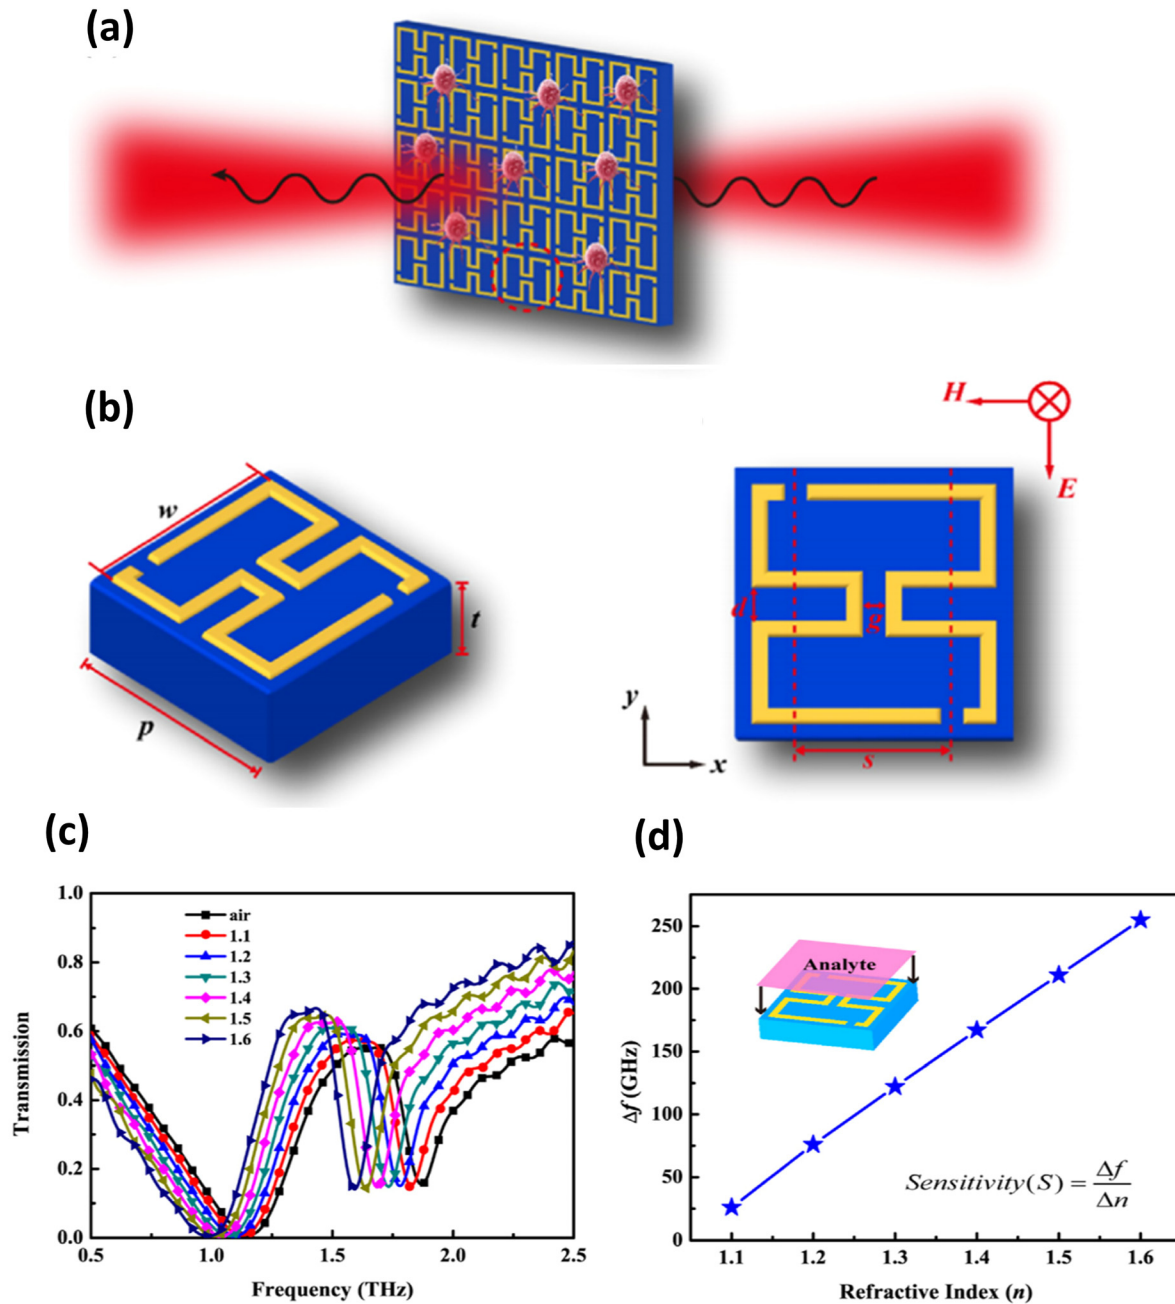 (a)
(b)
w
t
p
H
E
d
g
s
y
x
(c)
1.0
0.8
0.6
0.4
0.2
0.0
Transmission
air
1.1
1.2
1.3
1.4
1.5
1.6
0.5
1.0
1.5
2.0
2.5
Frequency (THz)
(d)
250
200
150
100
50
0
Δf (GHz)
Analyte
Sensitivity(S) = Δf/Δn
1.1
1.2
1.3
1.4
1.5
1.6
Refractive Index (n)